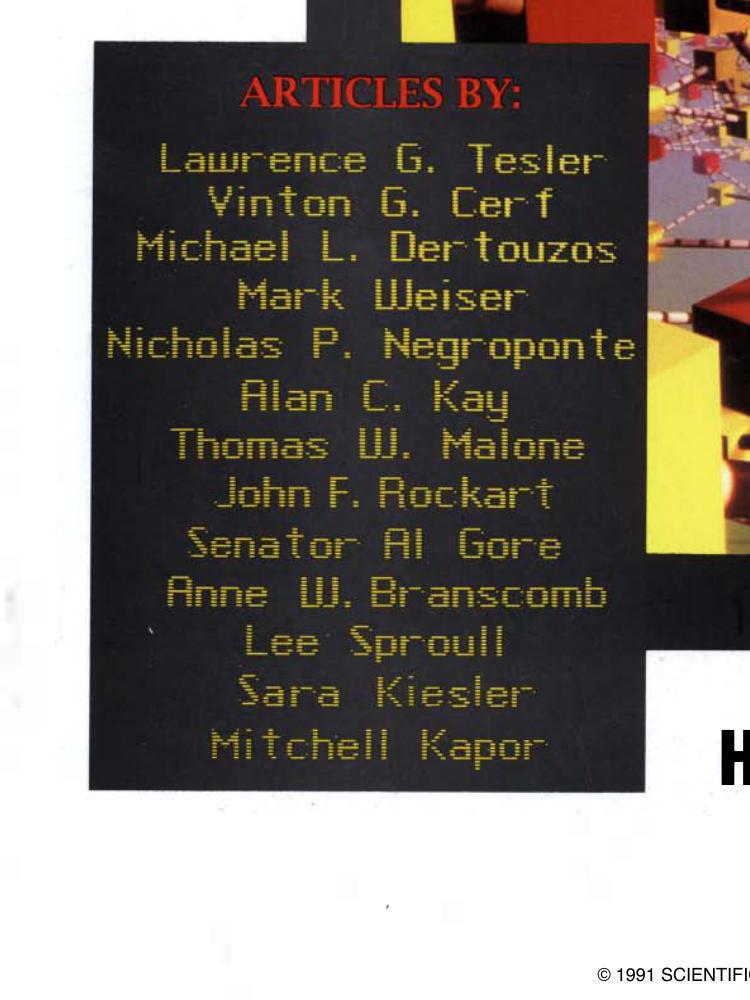 ARTICLES BY:
Lawrence G. Tesler
Vinton G. Cerf
Michael L. Dertouzos
Mark Weiser
Nicholas P. Negroponte
Alan C. Kay
Thomas W. Malone
John F. Rockart
Senator Al Gore
Anne W. Branscomb
Lee Sproull
Sara Kiesler
Mitchell Kapor
H
© 1991 SCIENTIFIC